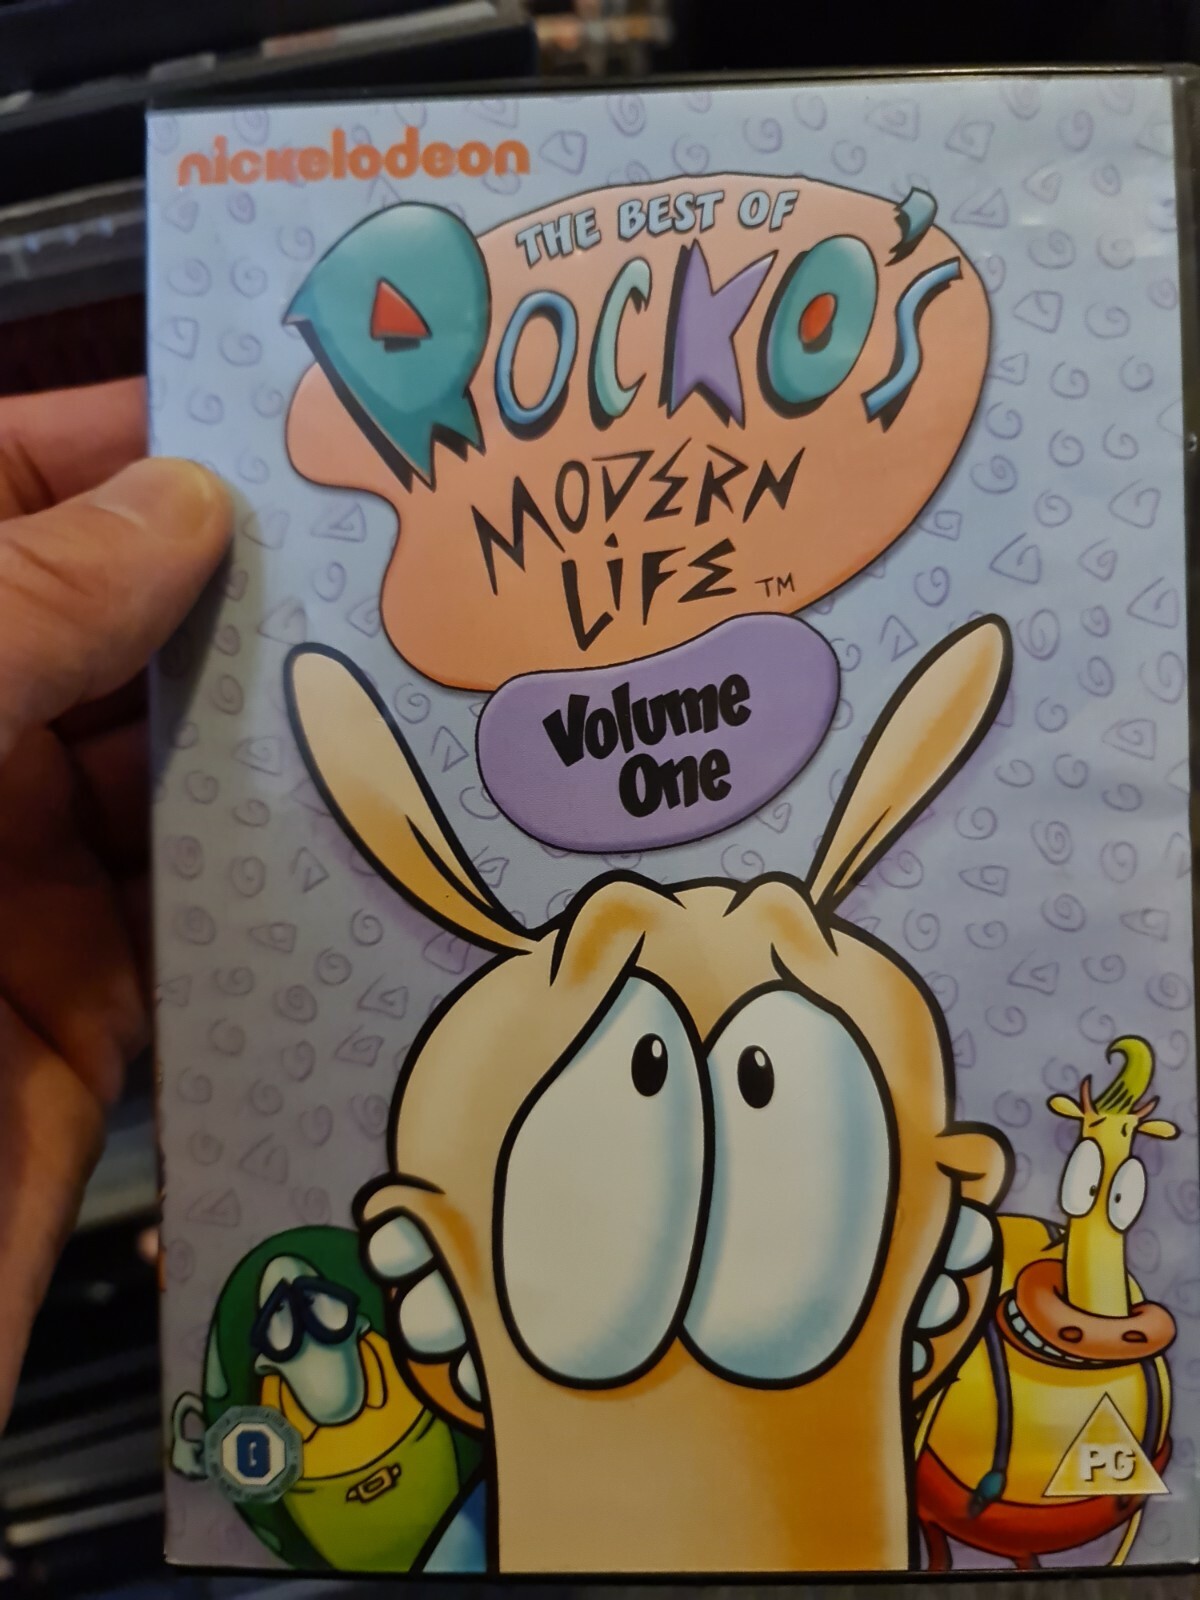 nickelodeon
THE BEST OF
ROCKO'S
MODERN
LiFE TM
Volume
One
PG